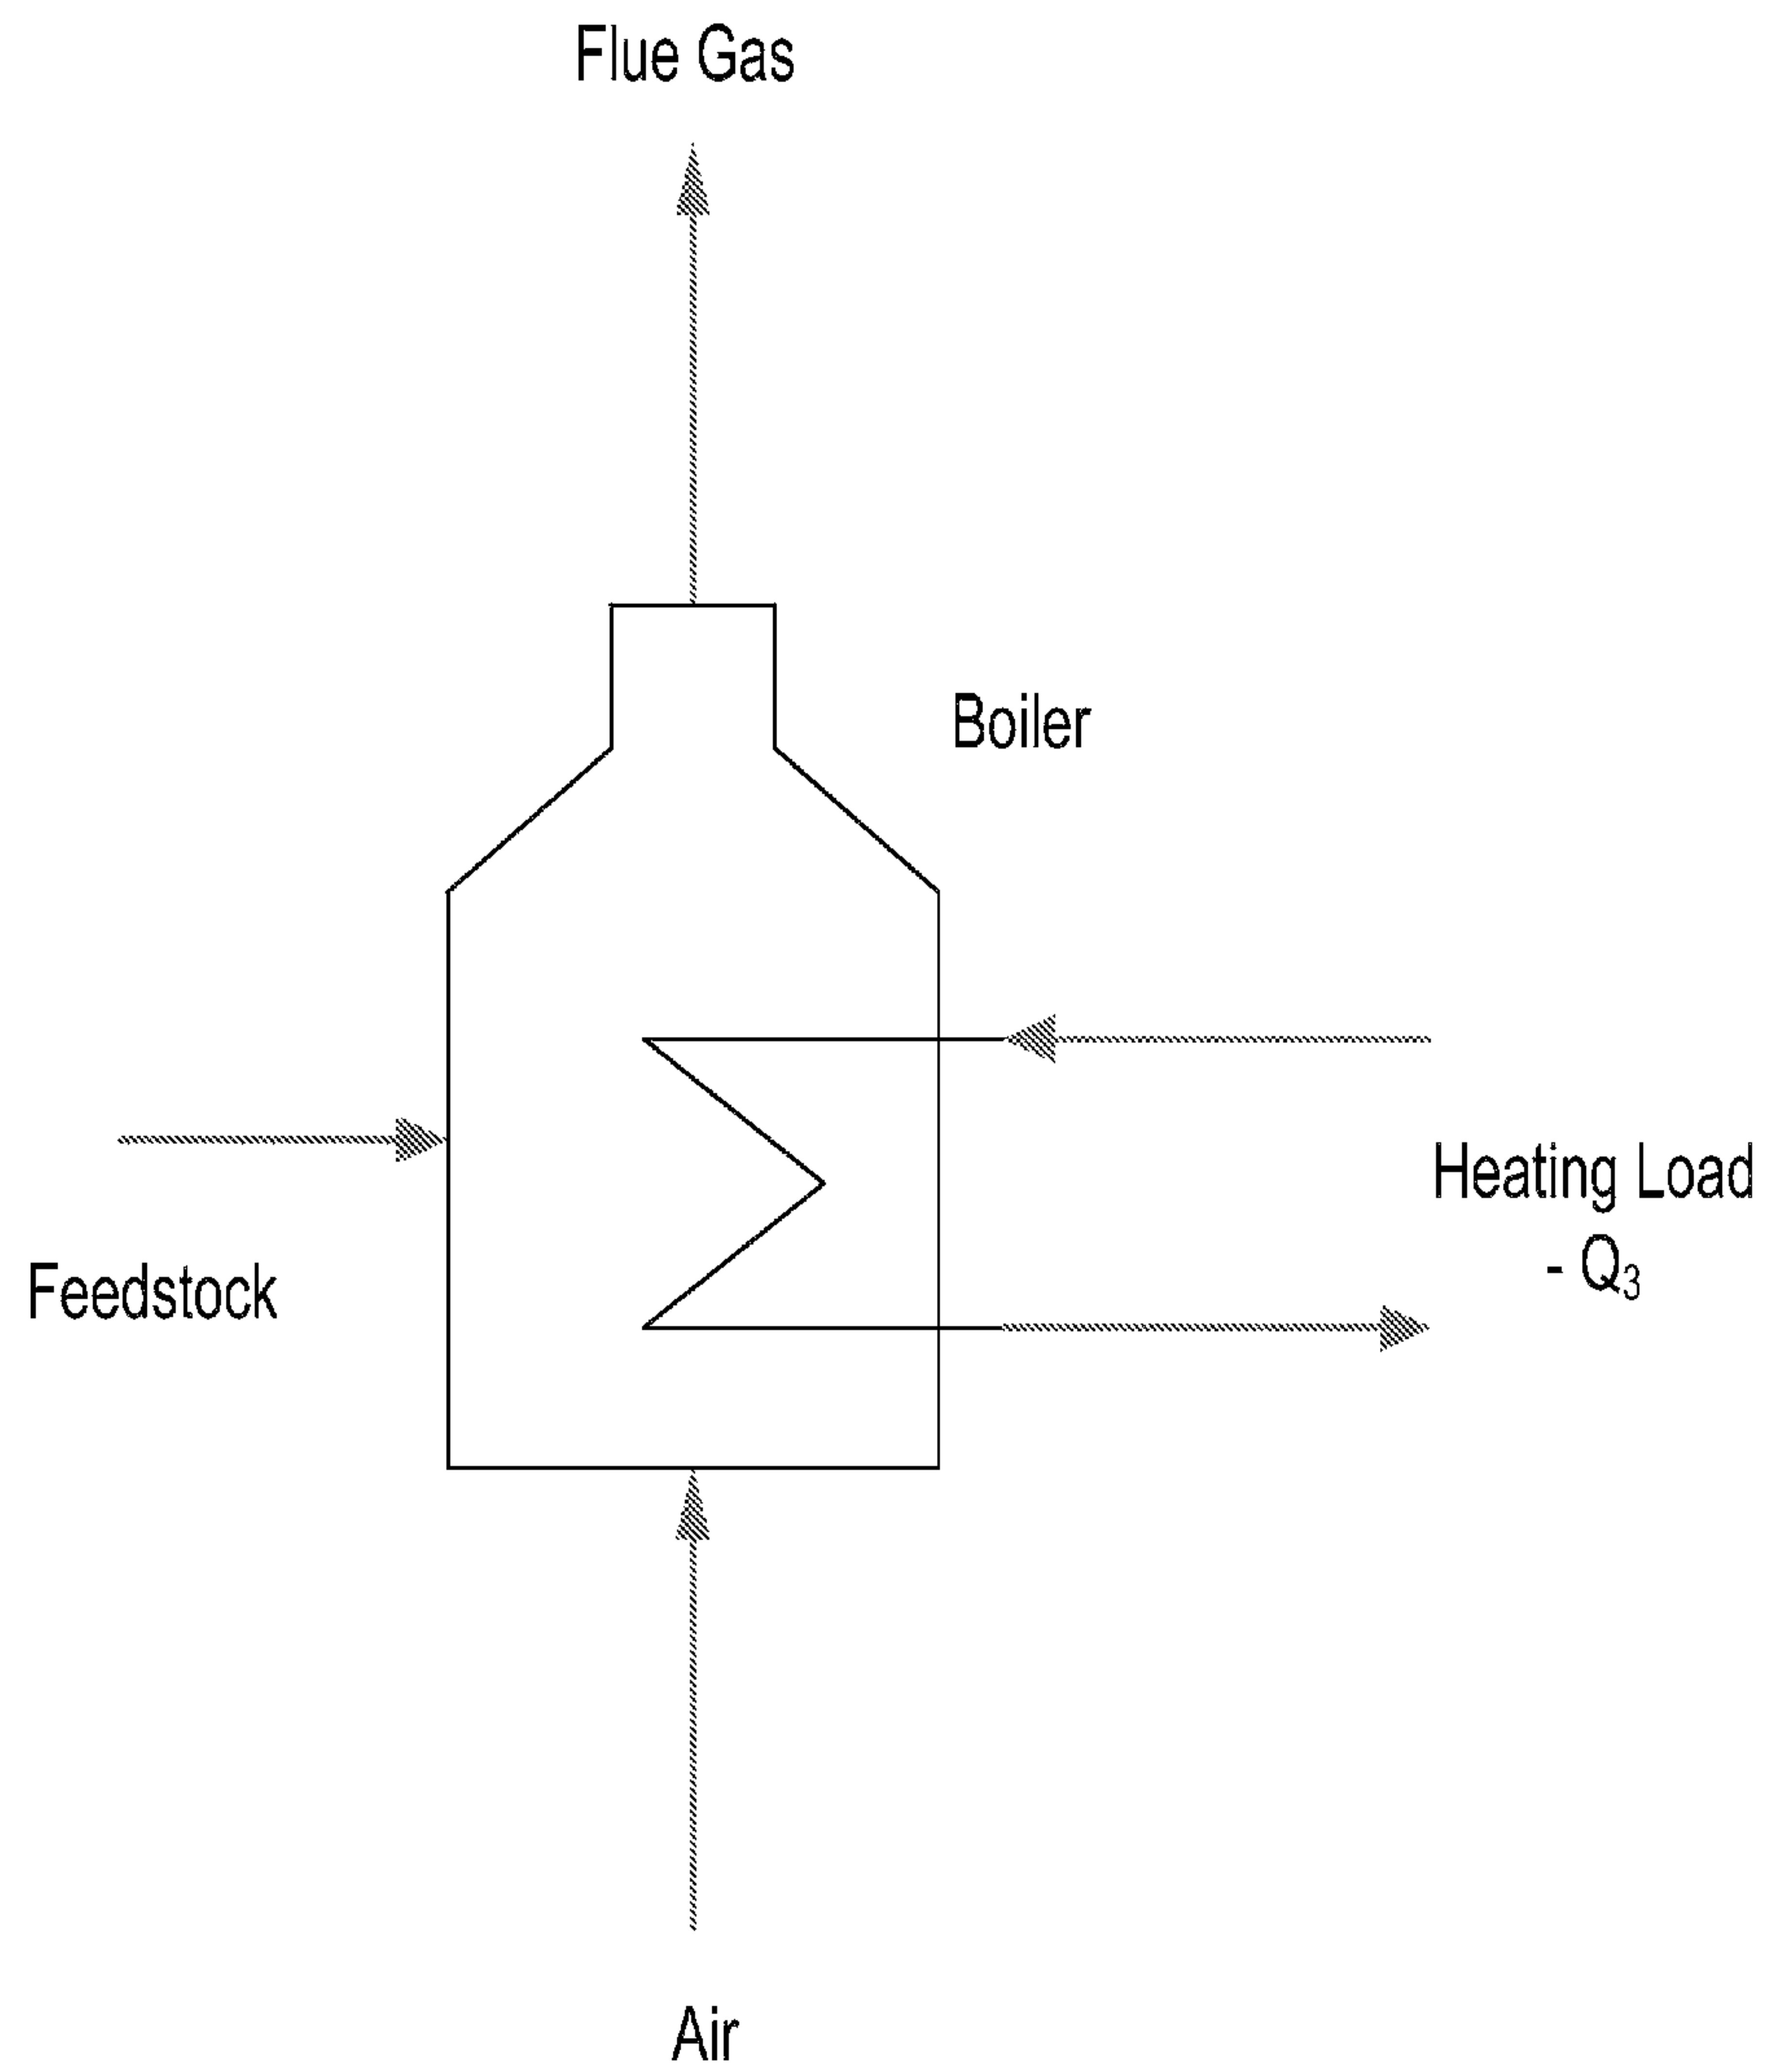 Flue Gas
Boiler
Heating Load
- Q₃
Feedstock
Air